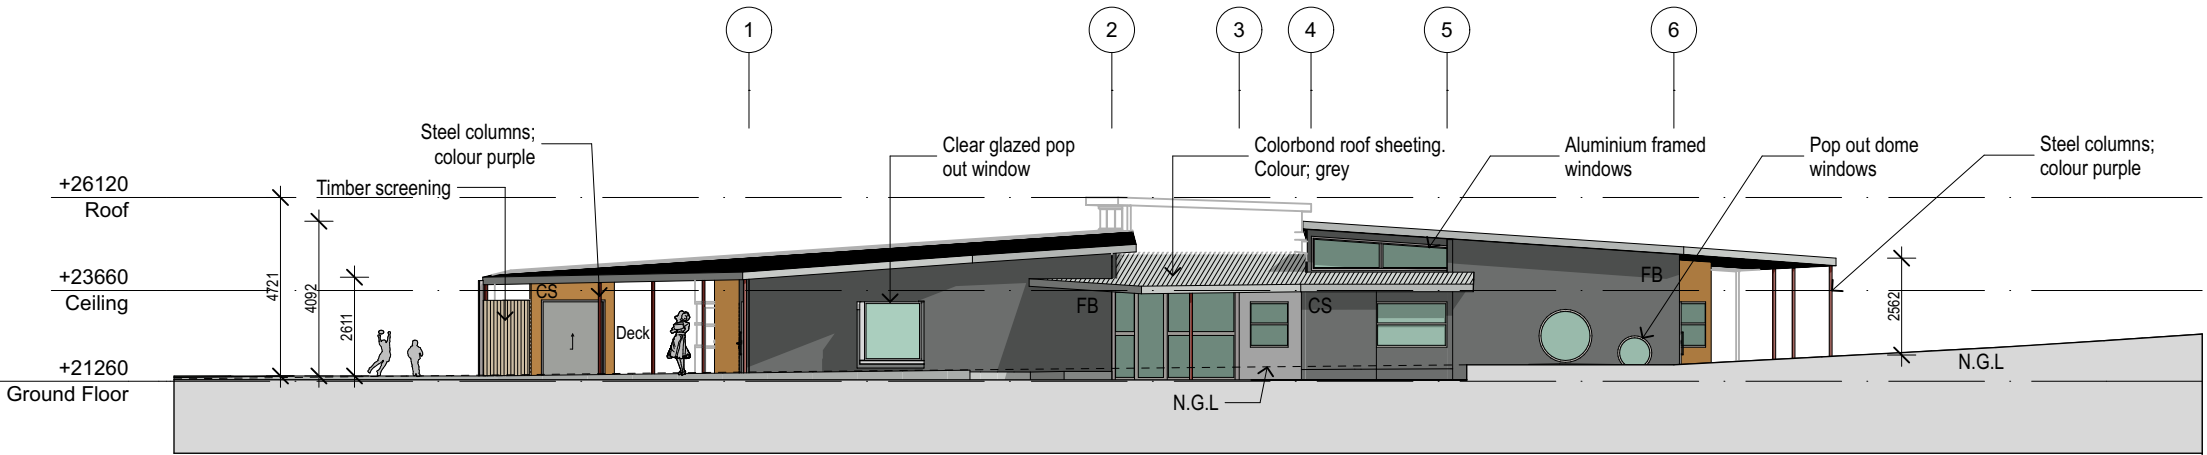 1
2
3
4
5
6
Steel columns;
colour purple
Clear glazed pop
out window
Colorbond roof sheeting.
Colour; grey
Aluminium framed
windows
Pop out dome
windows
Steel columns;
colour purple
Timber screening
+26120
Roof
+23660
Ceiling
+21260
Ground Floor
4721
4092
2611
CS
Deck
FB
CS
FB
2562
N.G.L
N.G.L